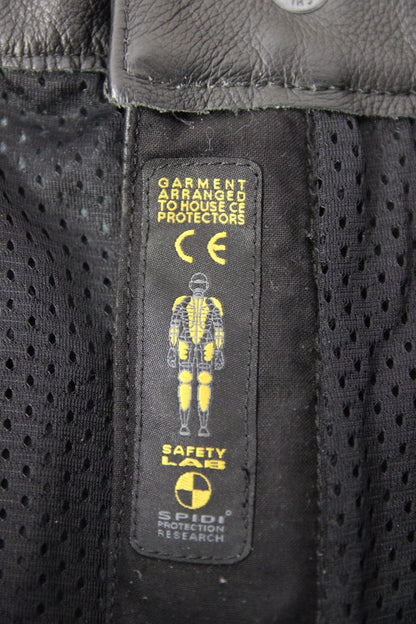 GARMENT
ARRANGED
TO HOUSE CE
PROTECTORS
CE
SAFETY
LAB
SPIDI
PROTECTION
RESEARCH